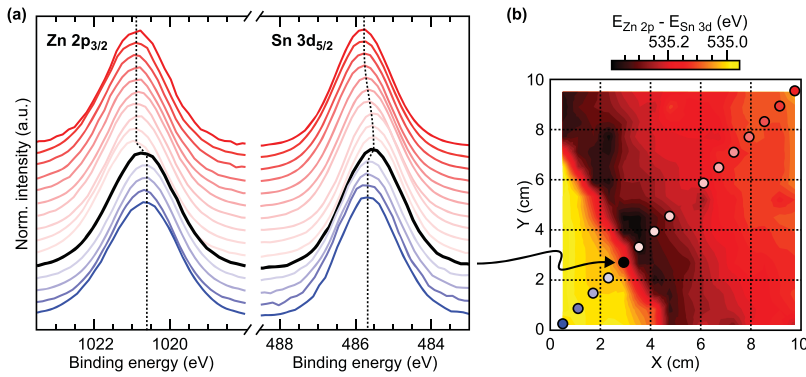 (a)
Zn 2p3/2
Sn 3d5/2
Norm. intensity (a.u.)
1022
1020
488
486
484
Binding energy (eV)
Binding energy (eV)
(b)
EZn 2p - ESn 3d (eV)
535.2
535.0
10
8
6
4
2
0
Y (cm)
0
2
4
6
8
10
X (cm)